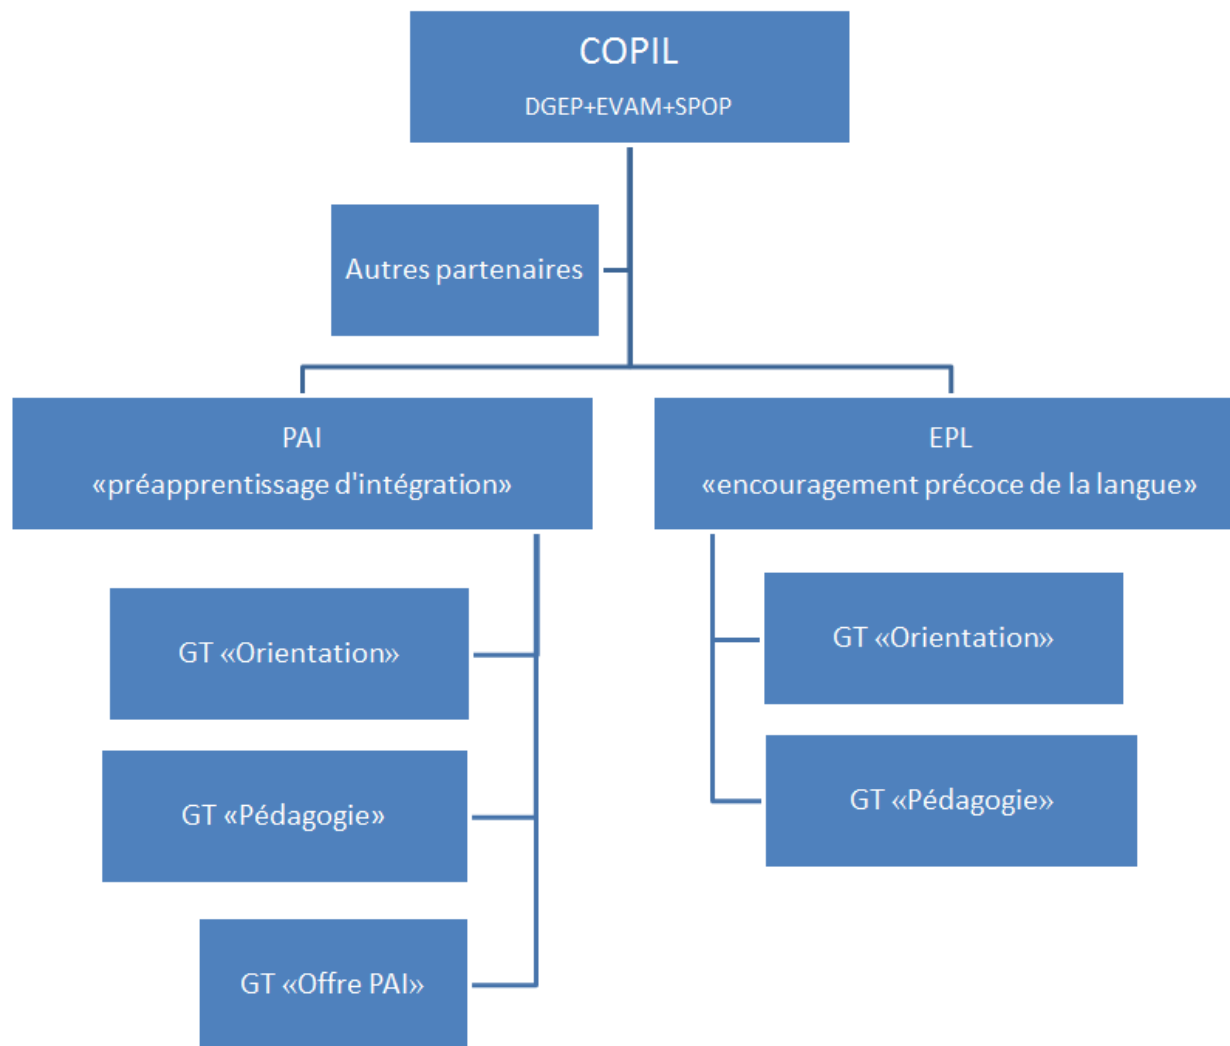 COPIL
DGEP+EVAM+SPOP
Autres partenaires
PAI
«préapprentissage d'intégration»
GT «Orientation»
GT «Pédagogie»
GT «Offre PAI»
EPL
«encouragement précoce de la langue»
GT «Orientation»
GT «Pédagogie»